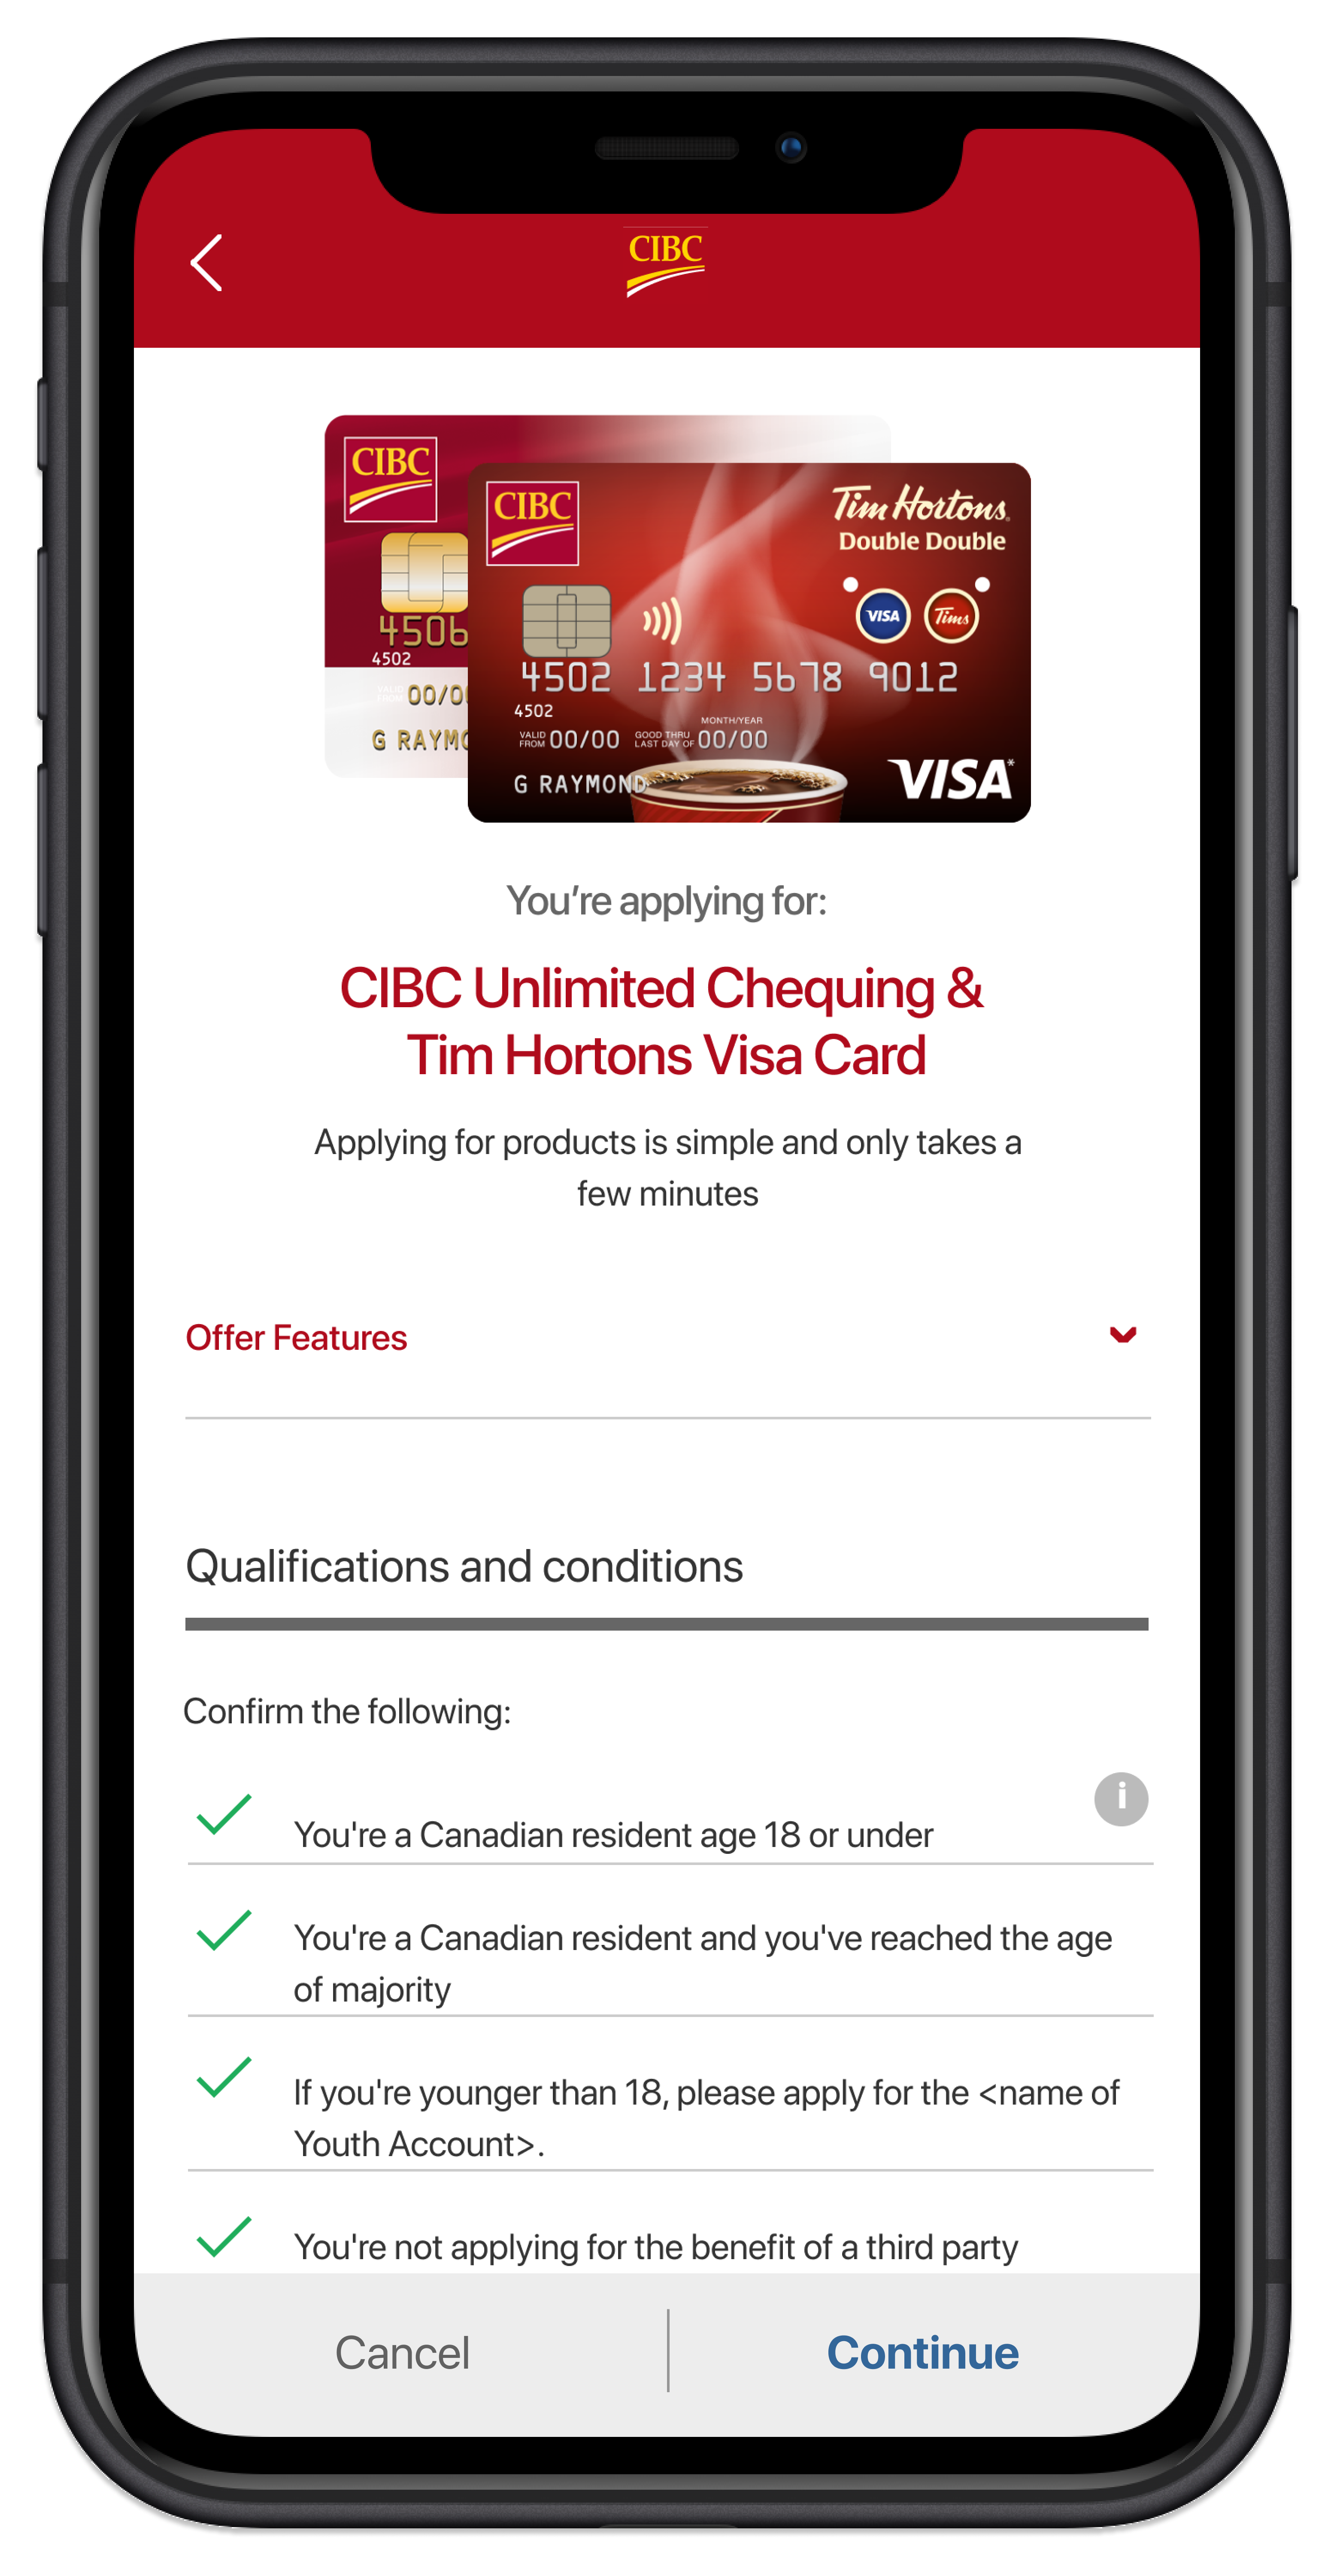 CIBC
CIBC
4506
4502
VALID
FROM
00/0
G RAYMO
CIBC
Tim Hortons
Double Double
VISA
Tims
4502 1234 5678 9012
4502
MONTH/YEAR
VALID FROM 00/00 GOOD THRU LAST DAY OF 00/00
G RAYMOND
VISA*
You're applying for:
CIBC Unlimited Chequing &
Tim Hortons Visa Card
Applying for products is simple and only takes a
few minutes
Offer Features
Qualifications and conditions
Confirm the following:
i
You're a Canadian resident age 18 or under
You're a Canadian resident and you've reached the age
of majority
If you're younger than 18, please apply for the <name of
Youth Account>.
You're not applying for the benefit of a third party
Cancel
Continue